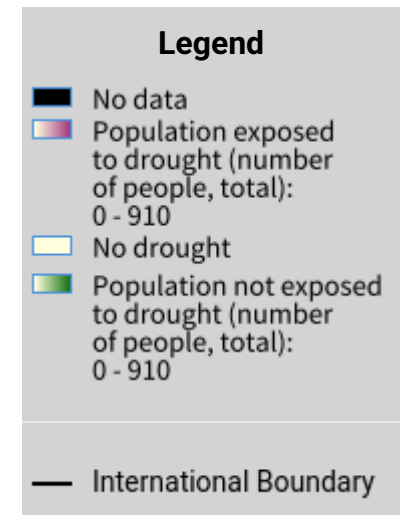 Legend
No data
Population exposed
to drought (number
of people, total):
0 - 910
No drought
Population not exposed
to drought (number
of people, total):
0 - 910
International Boundary